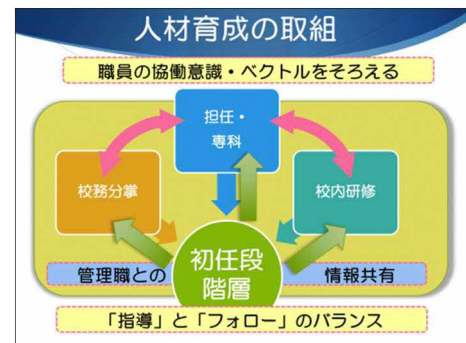 人材育成の取組
職員の協働意識・ベクトルをそろえる
担任・
専科
校務分掌
校内研修
初任段
階層
管理職との
情報共有
「指導」と「フォロー」のバランス